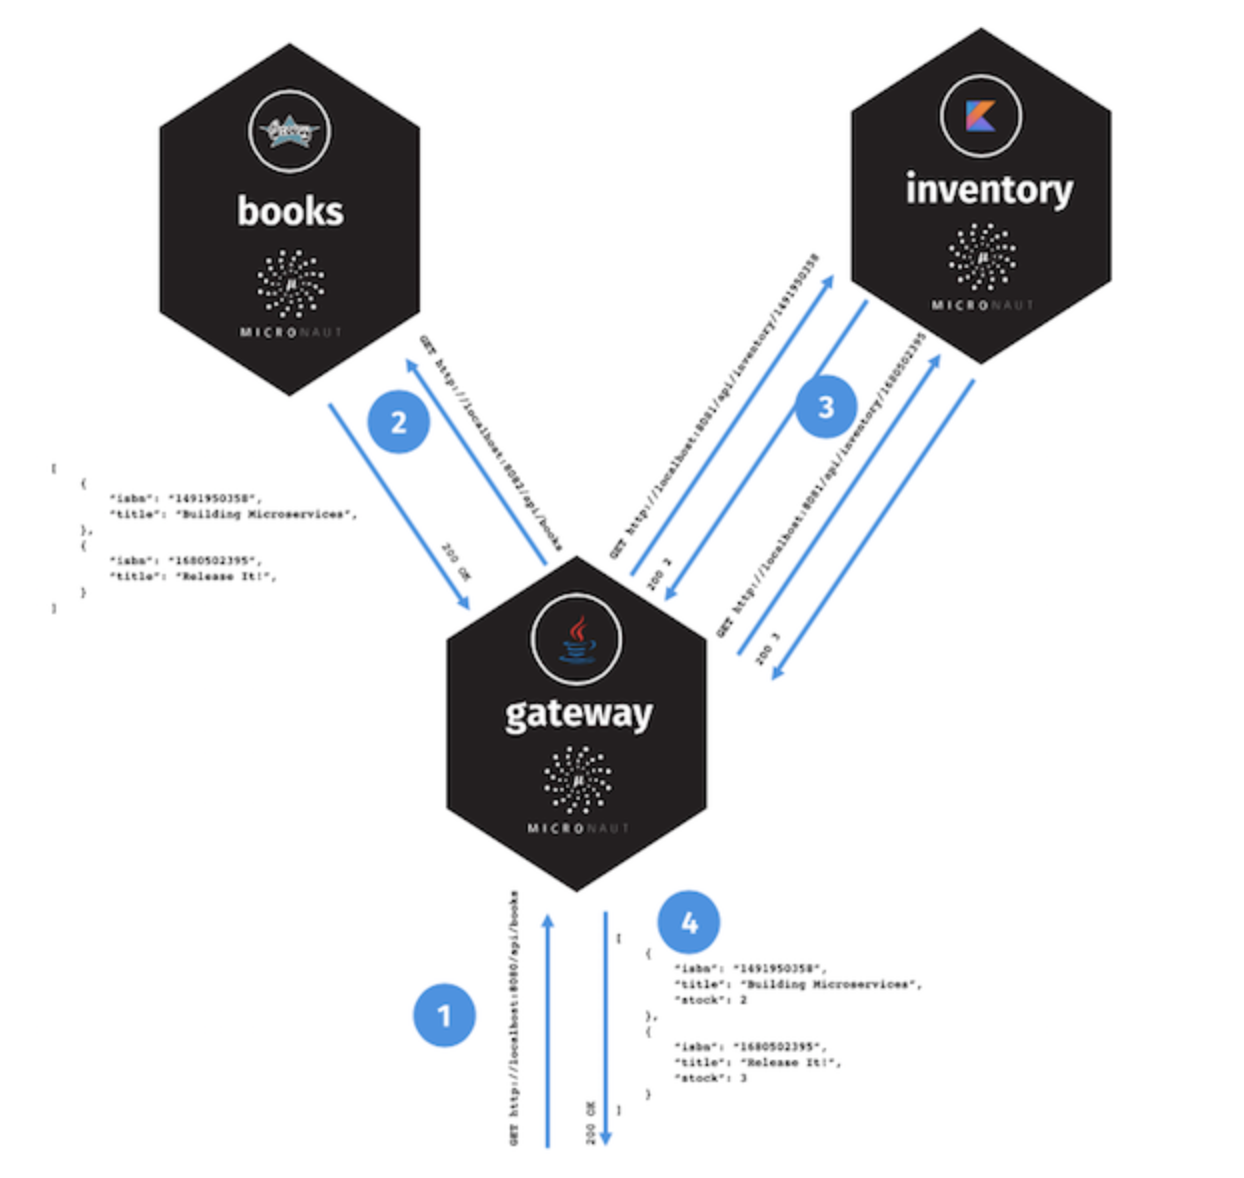 Groovy
books
µ
MICRONAUT
inventory
µ
MICRONAUT
2
GET http://localhost:8082/api/books
200 OK
[
{
"isbn": "1491950358",
"title": "Building Microservices",
},
{
"isbn": "1680502395",
"title": "Release It!",
}
]
3
GET http://localhost:8081/api/inventory/1491950358
200 2
GET http://localhost:8081/api/inventory/1680502395
200 3
gateway
µ
MICRONAUT
1
GET http://localhost:8080/api/books
200 OK
4
[
{
"isbn": "1491950358",
"title": "Building Microservices",
"stock": 2
},
{
"isbn": "1680502395",
"title": "Release It!",
"stock": 3
}
]